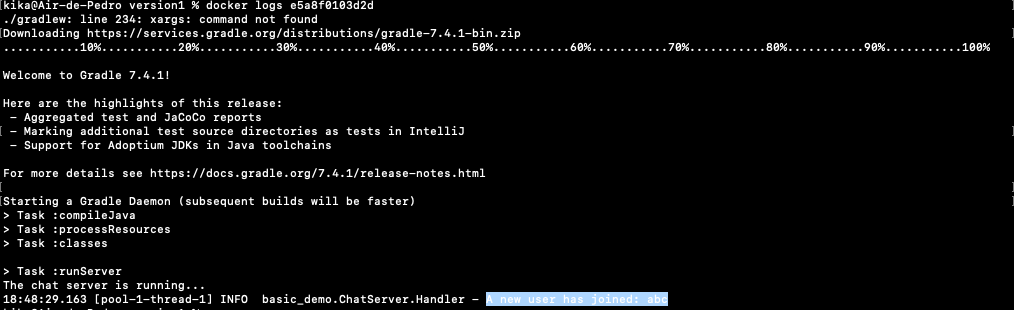 kika@Air-de-Pedro version1 % docker logs e5a8f0103d2d
./gradlew: line 234: xargs: command not found
Downloading https://services.gradle.org/distributions/gradle-7.4.1-bin.zip
...........10%...........20%...........30%...........40%...........50%...........60%...........70%...........80%...........90%...........100%
Welcome to Gradle 7.4.1!
Here are the highlights of this release:
- Aggregated test and JaCoCo reports
- Marking additional test source directories as tests in IntelliJ
- Support for Adoptium JDKs in Java toolchains
For more details see https://docs.gradle.org/7.4.1/release-notes.html
Starting a Gradle Daemon (subsequent builds will be faster)
> Task :compileJava
> Task :processResources
> Task :classes
> Task :runServer
The chat server is running...
18:48:29.163 [pool-1-thread-1] INFO  basic_demo.ChatServer.Handler - A new user has joined: abc